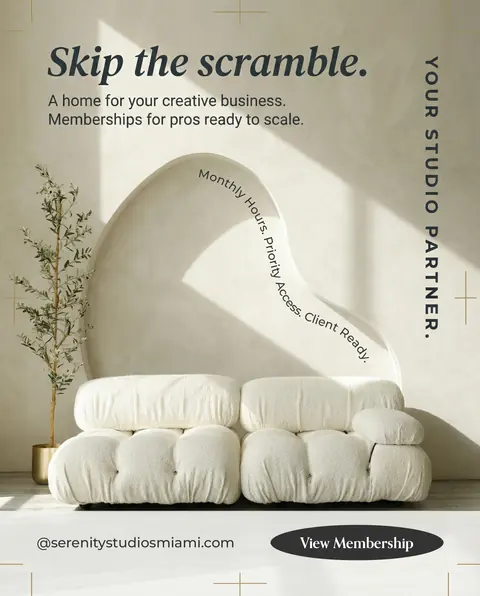 Skip the scramble.
A home for your creative business.
Memberships for pros ready to scale.
YOUR STUDIO PARTNER.
Monthly Hours. Priority Access. Client Ready.
@serenitystudiosmiami.com
View Membership